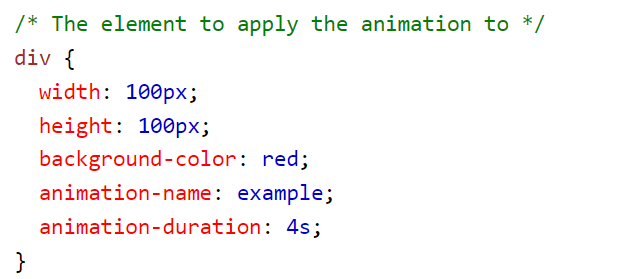 /* The element to apply the animation to */
div {
  width: 100px;
  height: 100px;
  background-color: red;
  animation-name: example;
  animation-duration: 4s;
}